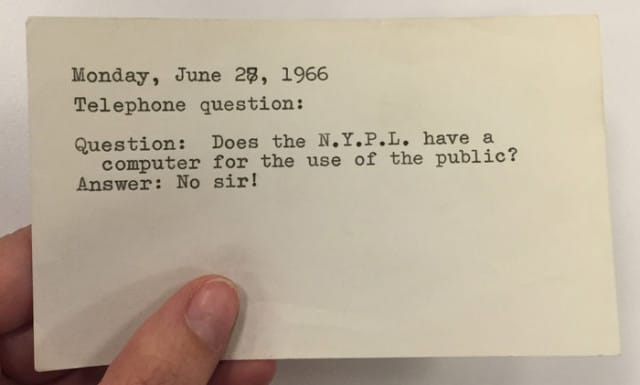 Monday, June 27, 1966
Telephone question:
Question: Does the N.Y.P.L. have a
computer for the use of the public?
Answer: No sir!